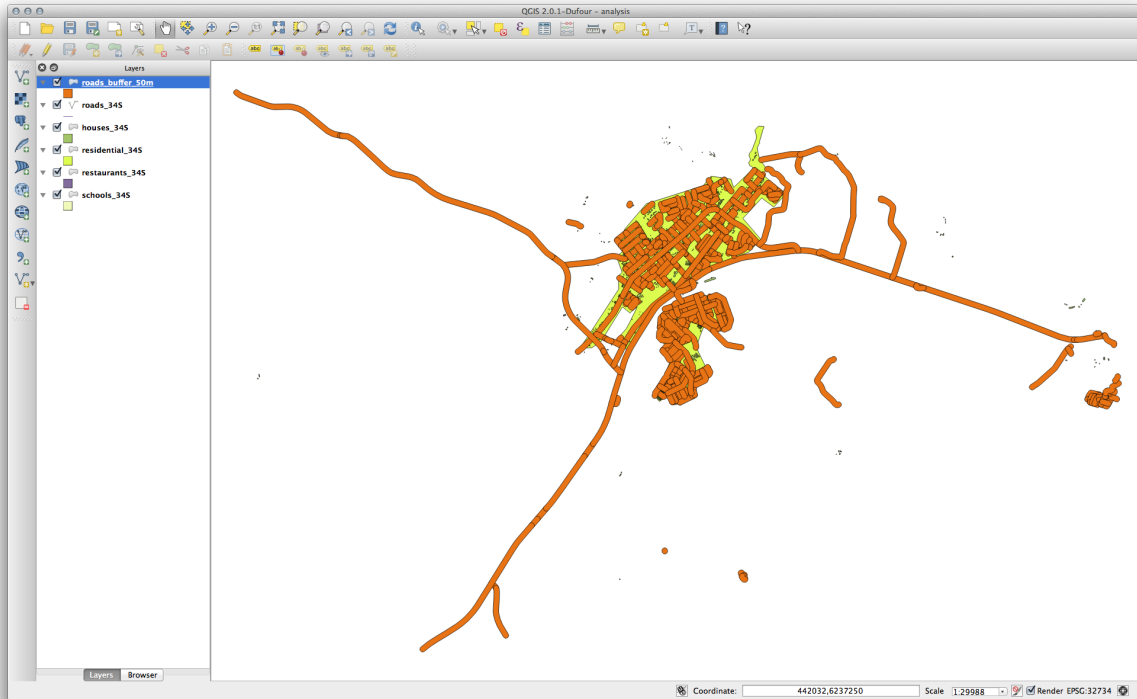 QGIS 2.0.1-Dufour - analysis
Layers
roads_buffer_50m
roads_34S
houses_34S
residential_34S
restaurants_34S
schools_34S
Layers Browser
Coordinate: 442032,6237250 Scale 1:29988 Render EPSG:32734